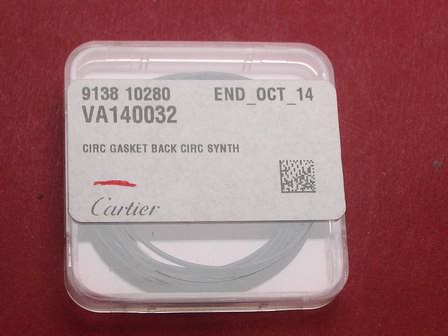 9138 10280 END_OCT_14
VA140032
CIRC GASKET BACK CIRC SYNTH
Cartier